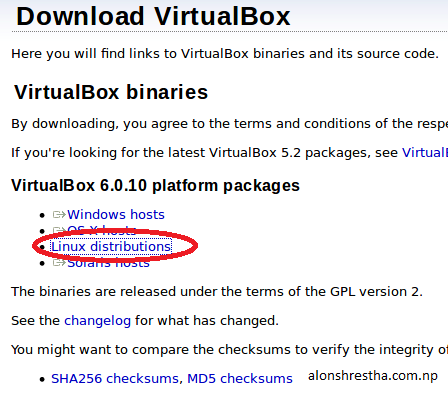 Download VirtualBox
Here you will find links to VirtualBox binaries and its source code.
VirtualBox binaries
By downloading, you agree to the terms and conditions of the respe
If you're looking for the latest VirtualBox 5.2 packages, see Virtual
VirtualBox 6.0.10 platform packages
Windows hosts
OS X hosts
Linux distributions
Solaris hosts
The binaries are released under the terms of the GPL version 2.
See the changelog for what has changed.
You might want to compare the checksums to verify the integrity of
SHA256 checksums, MD5 checksums
alonshrestha.com.np